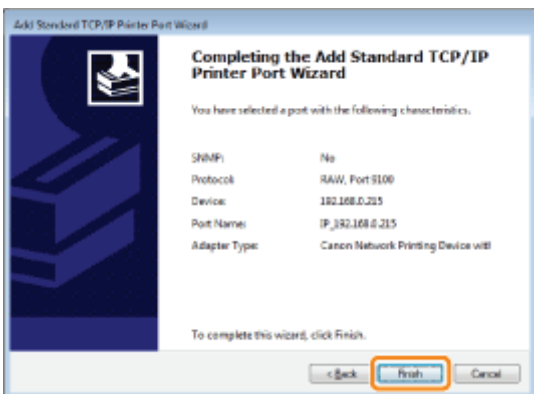 Add Standard TCP/IP Printer Port Wizard
Completing the Add Standard TCP/IP
Printer Port Wizard
You have selected a port with the following characteristics.
SNMP: No
Protocol: RAW, Port 9100
Device: 192.168.0.215
Port Name: IP_192.168.0.215
Adapter Type: Canon Network Printing Device with
To complete this wizard, click Finish.
< Back Finish Cancel